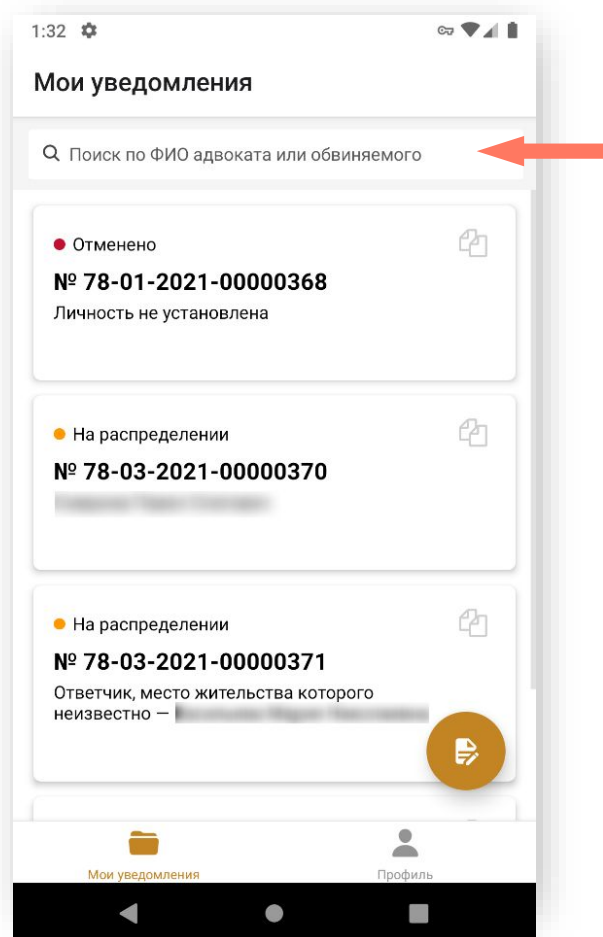 1:32
Мои уведомления
Поиск по ФИО адвоката или обвиняемого
Отменено
№ 78-01-2021-00000368
Личность не установлена
На распределении
№ 78-03-2021-00000370
На распределении
№ 78-03-2021-00000371
Ответчик, место жительства которого
неизвестно —
Мои уведомления
Профиль